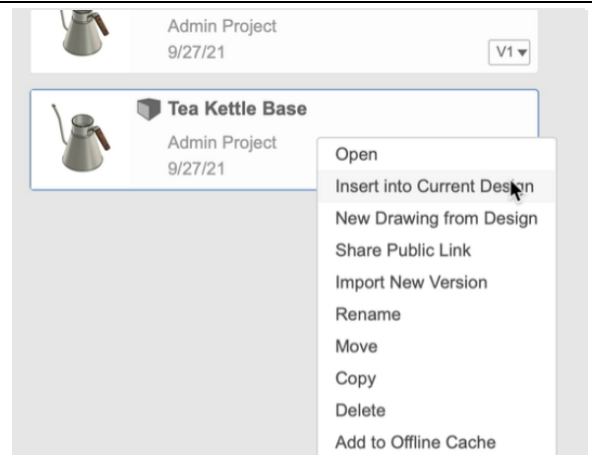 Admin Project
9/27/21
V1
Tea Kettle Base
Admin Project
9/27/21
Open
Insert into Current Design
New Drawing from Design
Share Public Link
Import New Version
Rename
Move
Copy
Delete
Add to Offline Cache